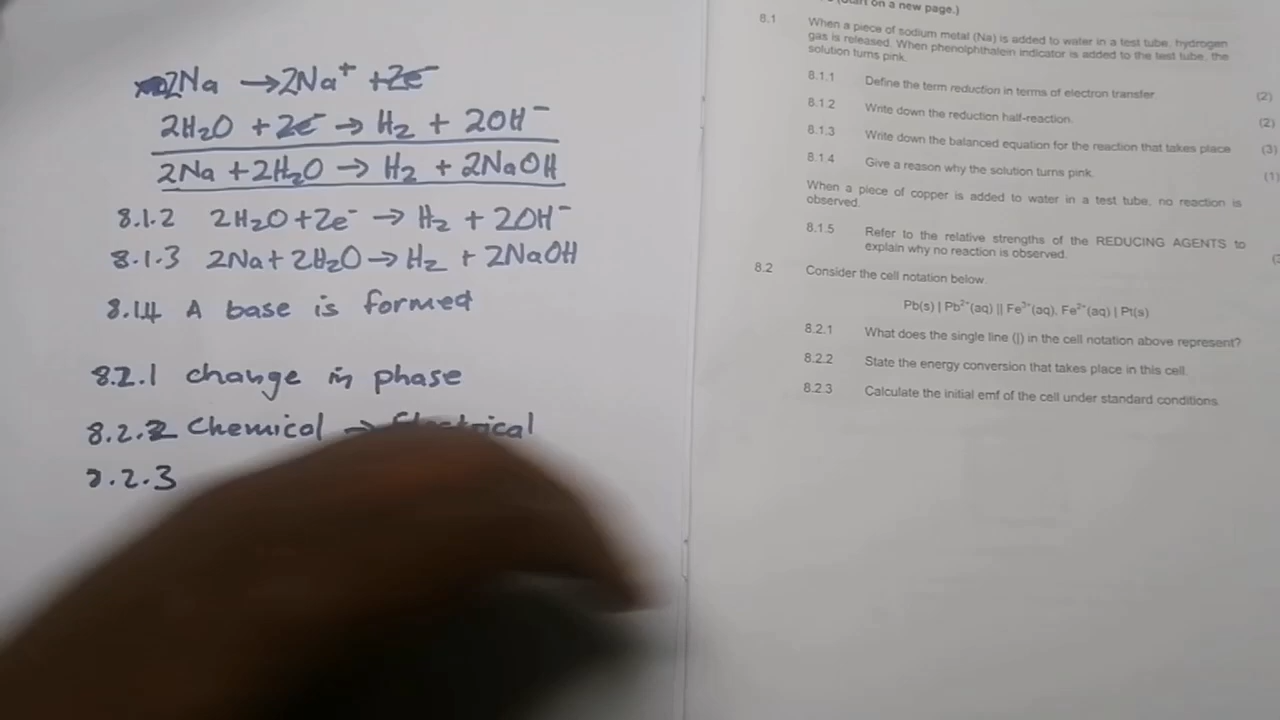 2Na → 2Na⁺ + 2e⁻
2H₂O + 2e⁻ → H₂ + 2OH⁻
2Na + 2H₂O → H₂ + 2NaOH
8.1.2 2H₂O + 2e⁻ → H₂ + 2OH⁻
8.1.3 2Na + 2H₂O → H₂ + 2NaOH
8.1.4 A base is formed
8.2.1 change in phase
8.2.2 Chemical → Electrical
8.2.3
on a new page.)
8.1 When a piece of sodium metal (Na) is added to water in a test tube, hydrogen
gas is released. When phenolphthalein indicator is added to the test tube, the
solution turns pink.
8.1.1 Define the term reduction in terms of electron transfer. (2)
8.1.2 Write down the reduction half-reaction. (2)
8.1.3 Write down the balanced equation for the reaction that takes place (3)
8.1.4 Give a reason why the solution turns pink. (1)
When a piece of copper is added to water in a test tube, no reaction is
observed.
8.1.5 Refer to the relative strengths of the REDUCING AGENTS to
explain why no reaction is observed.
8.2 Consider the cell notation below.
Pb(s) | Pb²⁺(aq) || Fe³⁺(aq), Fe²⁺(aq) | Pt(s)
8.2.1 What does the single line (|) in the cell notation above represent?
8.2.2 State the energy conversion that takes place in this cell.
8.2.3 Calculate the initial emf of the cell under standard conditions.